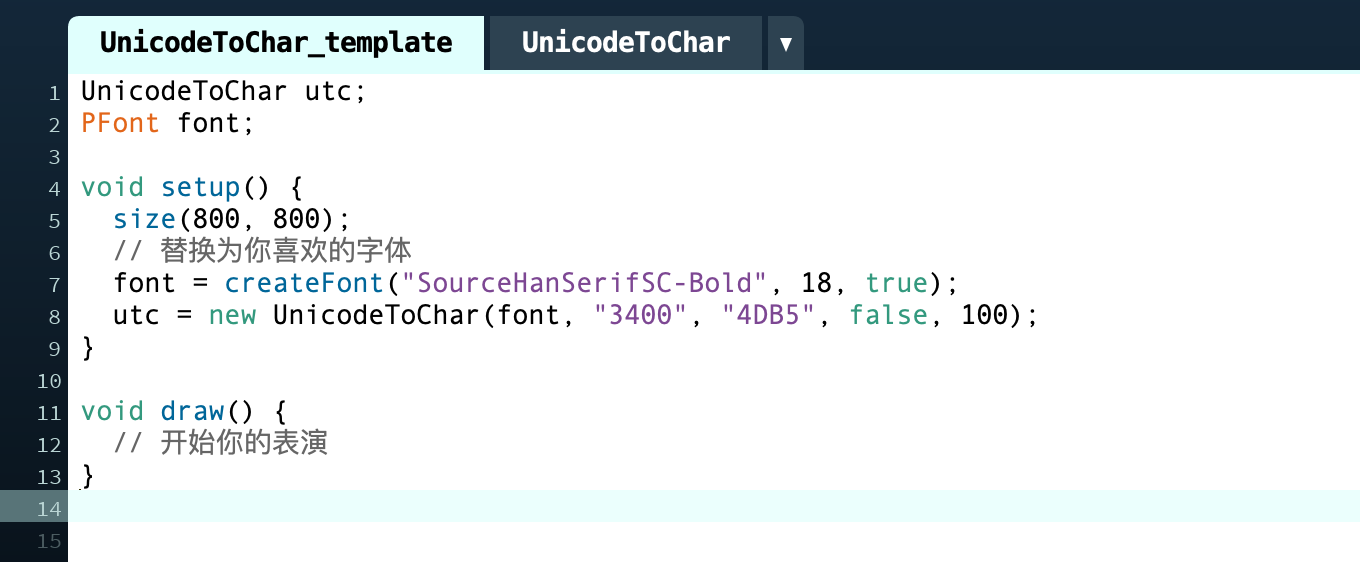 UnicodeToChar_template UnicodeToChar ▼
1 UnicodeToChar utc;
2 PFont font;
3
4 void setup() {
5   size(800, 800);
6   // 替换为你喜欢的字体
7   font = createFont("SourceHanSerifSC-Bold", 18, true);
8   utc = new UnicodeToChar(font, "3400", "4DB5", false, 100);
9 }
10
11 void draw() {
12   // 开始你的表演
13 }
14
15